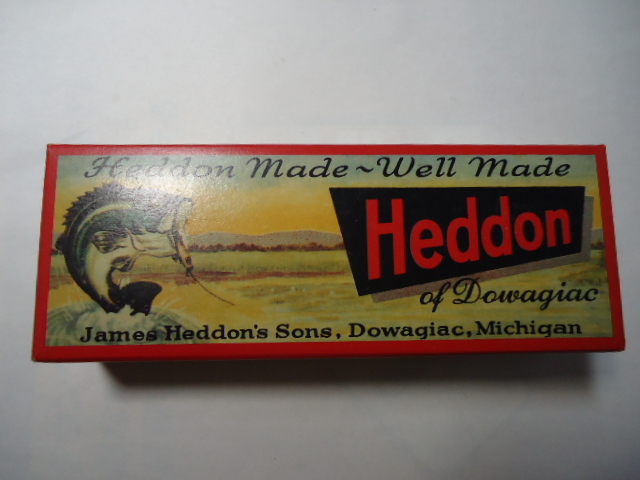 Heddon Made ~ Well Made
Heddon
of Dowagiac
James Heddon's Sons, Dowagiac, Michigan